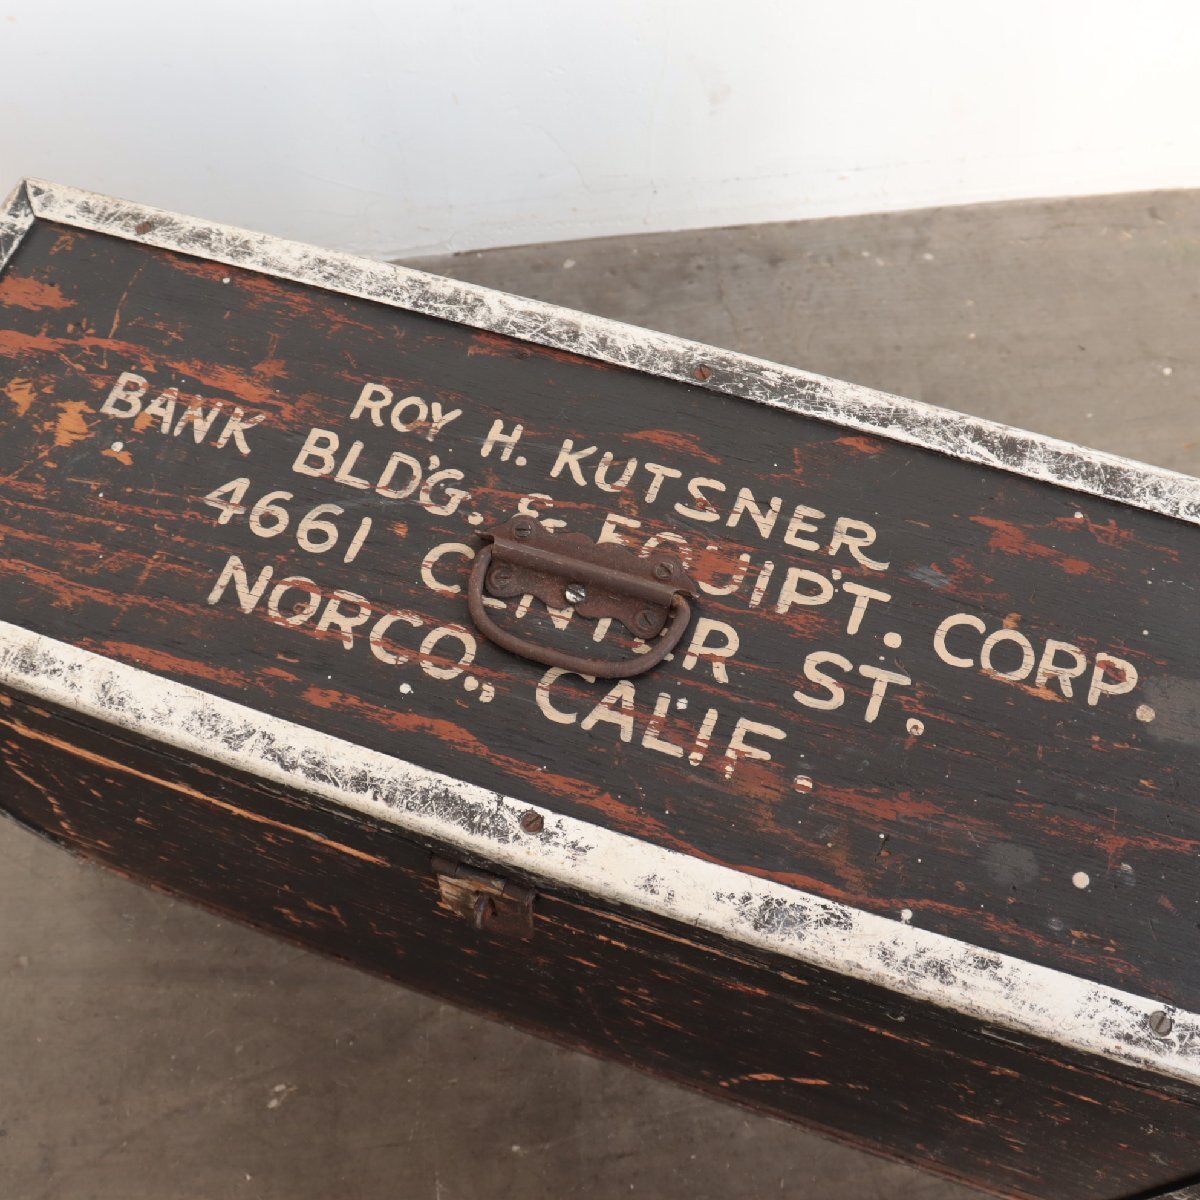 ROY H. KUTSNER
BANK BLD'G. & EQUIP'T. CORP.
4661 CENTER ST.
NORCO, CALIF.